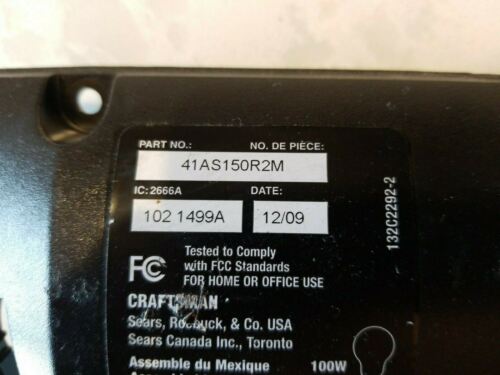 PART NO.: NO. DE PIÈCE:
41AS150R2M
IC: 2666A DATE:
102 1499A 12/09
Tested to Comply
with FCC Standards
FOR HOME OR OFFICE USE
FC
CRAFTSMAN
Sears, Roebuck, & Co. USA
Sears Canada Inc., Toronto
Assemble du Mexique 100W
132C2292-2